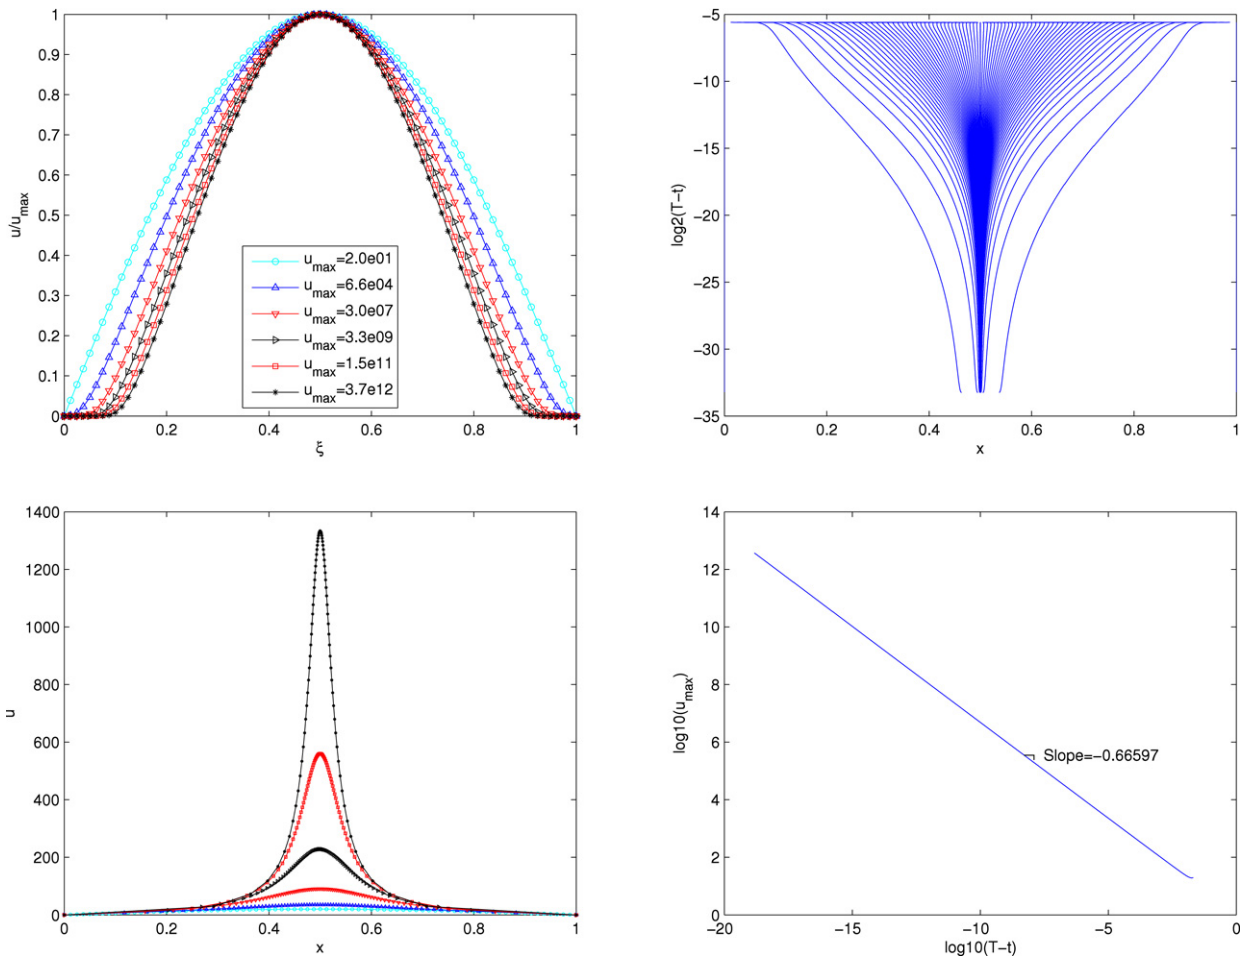 1
0.9
0.8
0.7
0.6
0.5
0.4
0.3
0.2
0.1
0
u/u_max
u_max=2.0e01
u_max=6.6e04
u_max=3.0e07
u_max=3.3e09
u_max=1.5e11
u_max=3.7e12
0 0.2 0.4 0.6 0.8 1
ξ
−5
−10
−15
−20
−25
−30
−35
log2(T−t)
0 0.2 0.4 0.6 0.8 1
x
1400
1200
1000
800
600
400
200
0
u
0 0.2 0.4 0.6 0.8 1
x
14
12
10
8
6
4
2
0
log10(u_max)
Slope=−0.66597
−20 −15 −10 −5 0
log10(T−t)